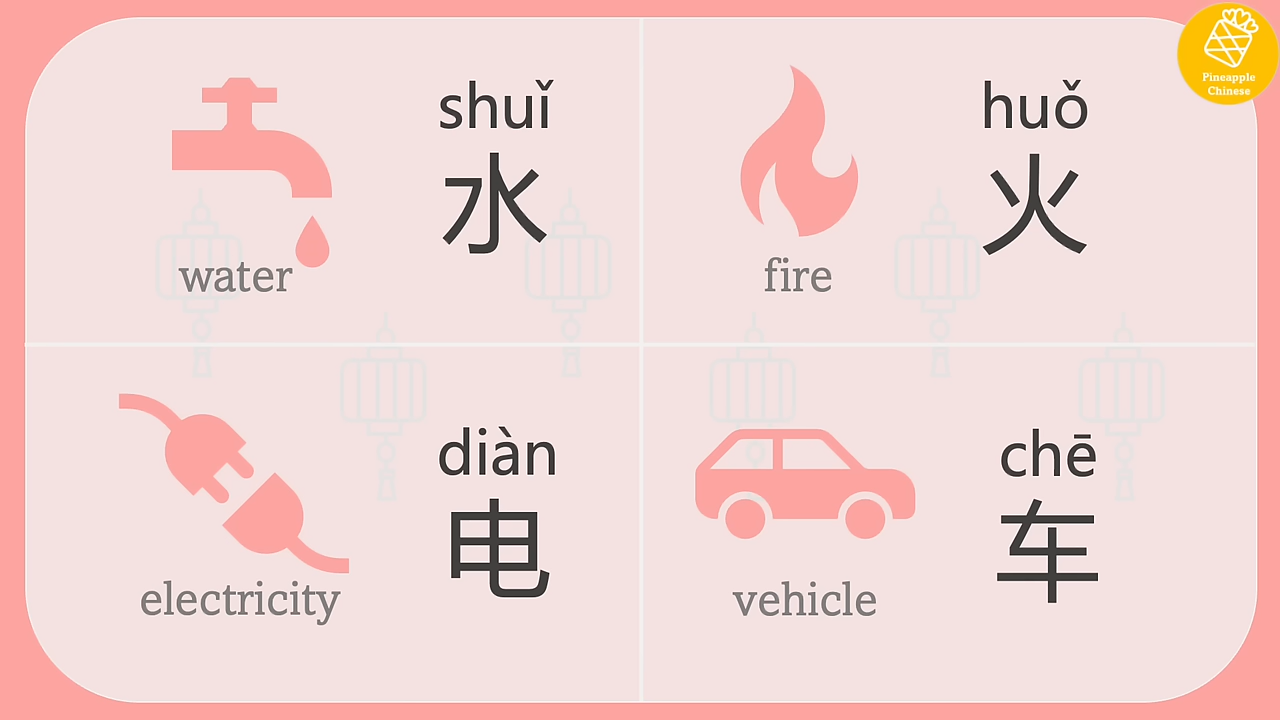 Pineapple
Chinese
shuǐ
水
water
huǒ
火
fire
diàn
电
electricity
chē
车
vehicle